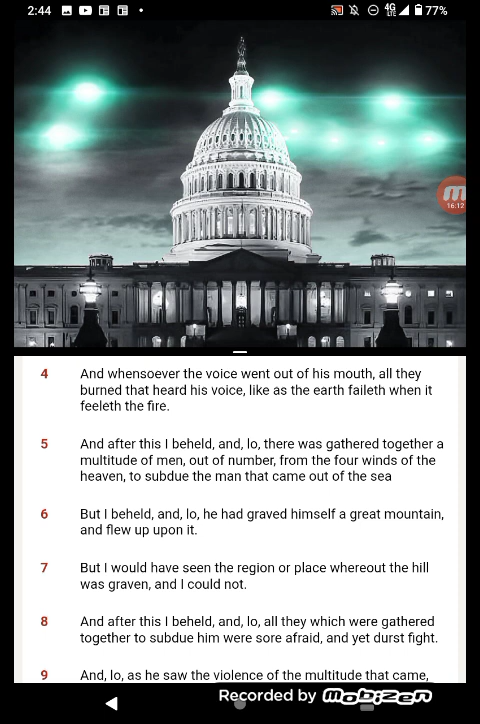 2:44
4G
LTE
77%
m
16:12
4 And whensoever the voice went out of his mouth, all they
burned that heard his voice, like as the earth faileth when it
feeleth the fire.
5 And after this I beheld, and, lo, there was gathered together a
multitude of men, out of number, from the four winds of the
heaven, to subdue the man that came out of the sea
6 But I beheld, and, lo, he had graved himself a great mountain,
and flew up upon it.
7 But I would have seen the region or place whereout the hill
was graven, and I could not.
8 And after this I beheld, and, lo, all they which were gathered
together to subdue him were sore afraid, and yet durst fight.
9 And, lo, as he saw the violence of the multitude that came,
Recorded by Mobizen